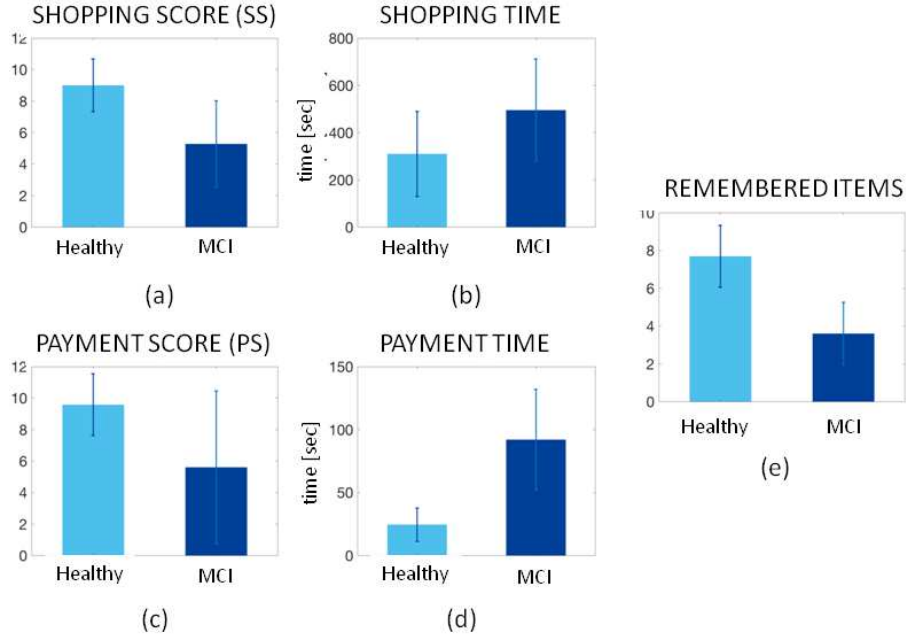 SHOPPING SCORE (SS)
12
10
8
6
4
2
0
Healthy
MCI
(a)
SHOPPING TIME
800
600
400
200
0
time [sec]
Healthy
MCI
(b)
PAYMENT SCORE (PS)
12
10
8
6
4
2
0
Healthy
MCI
(c)
PAYMENT TIME
150
100
50
0
time [sec]
Healthy
MCI
(d)
REMEMBERED ITEMS
10
8
6
4
2
0
Healthy
MCI
(e)